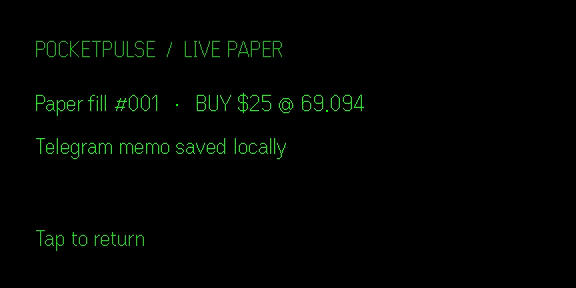 POCKETPULSE / LIVE PAPER
Paper fill #001 · BUY $25 @ 69.094
Telegram memo saved locally
Tap to return